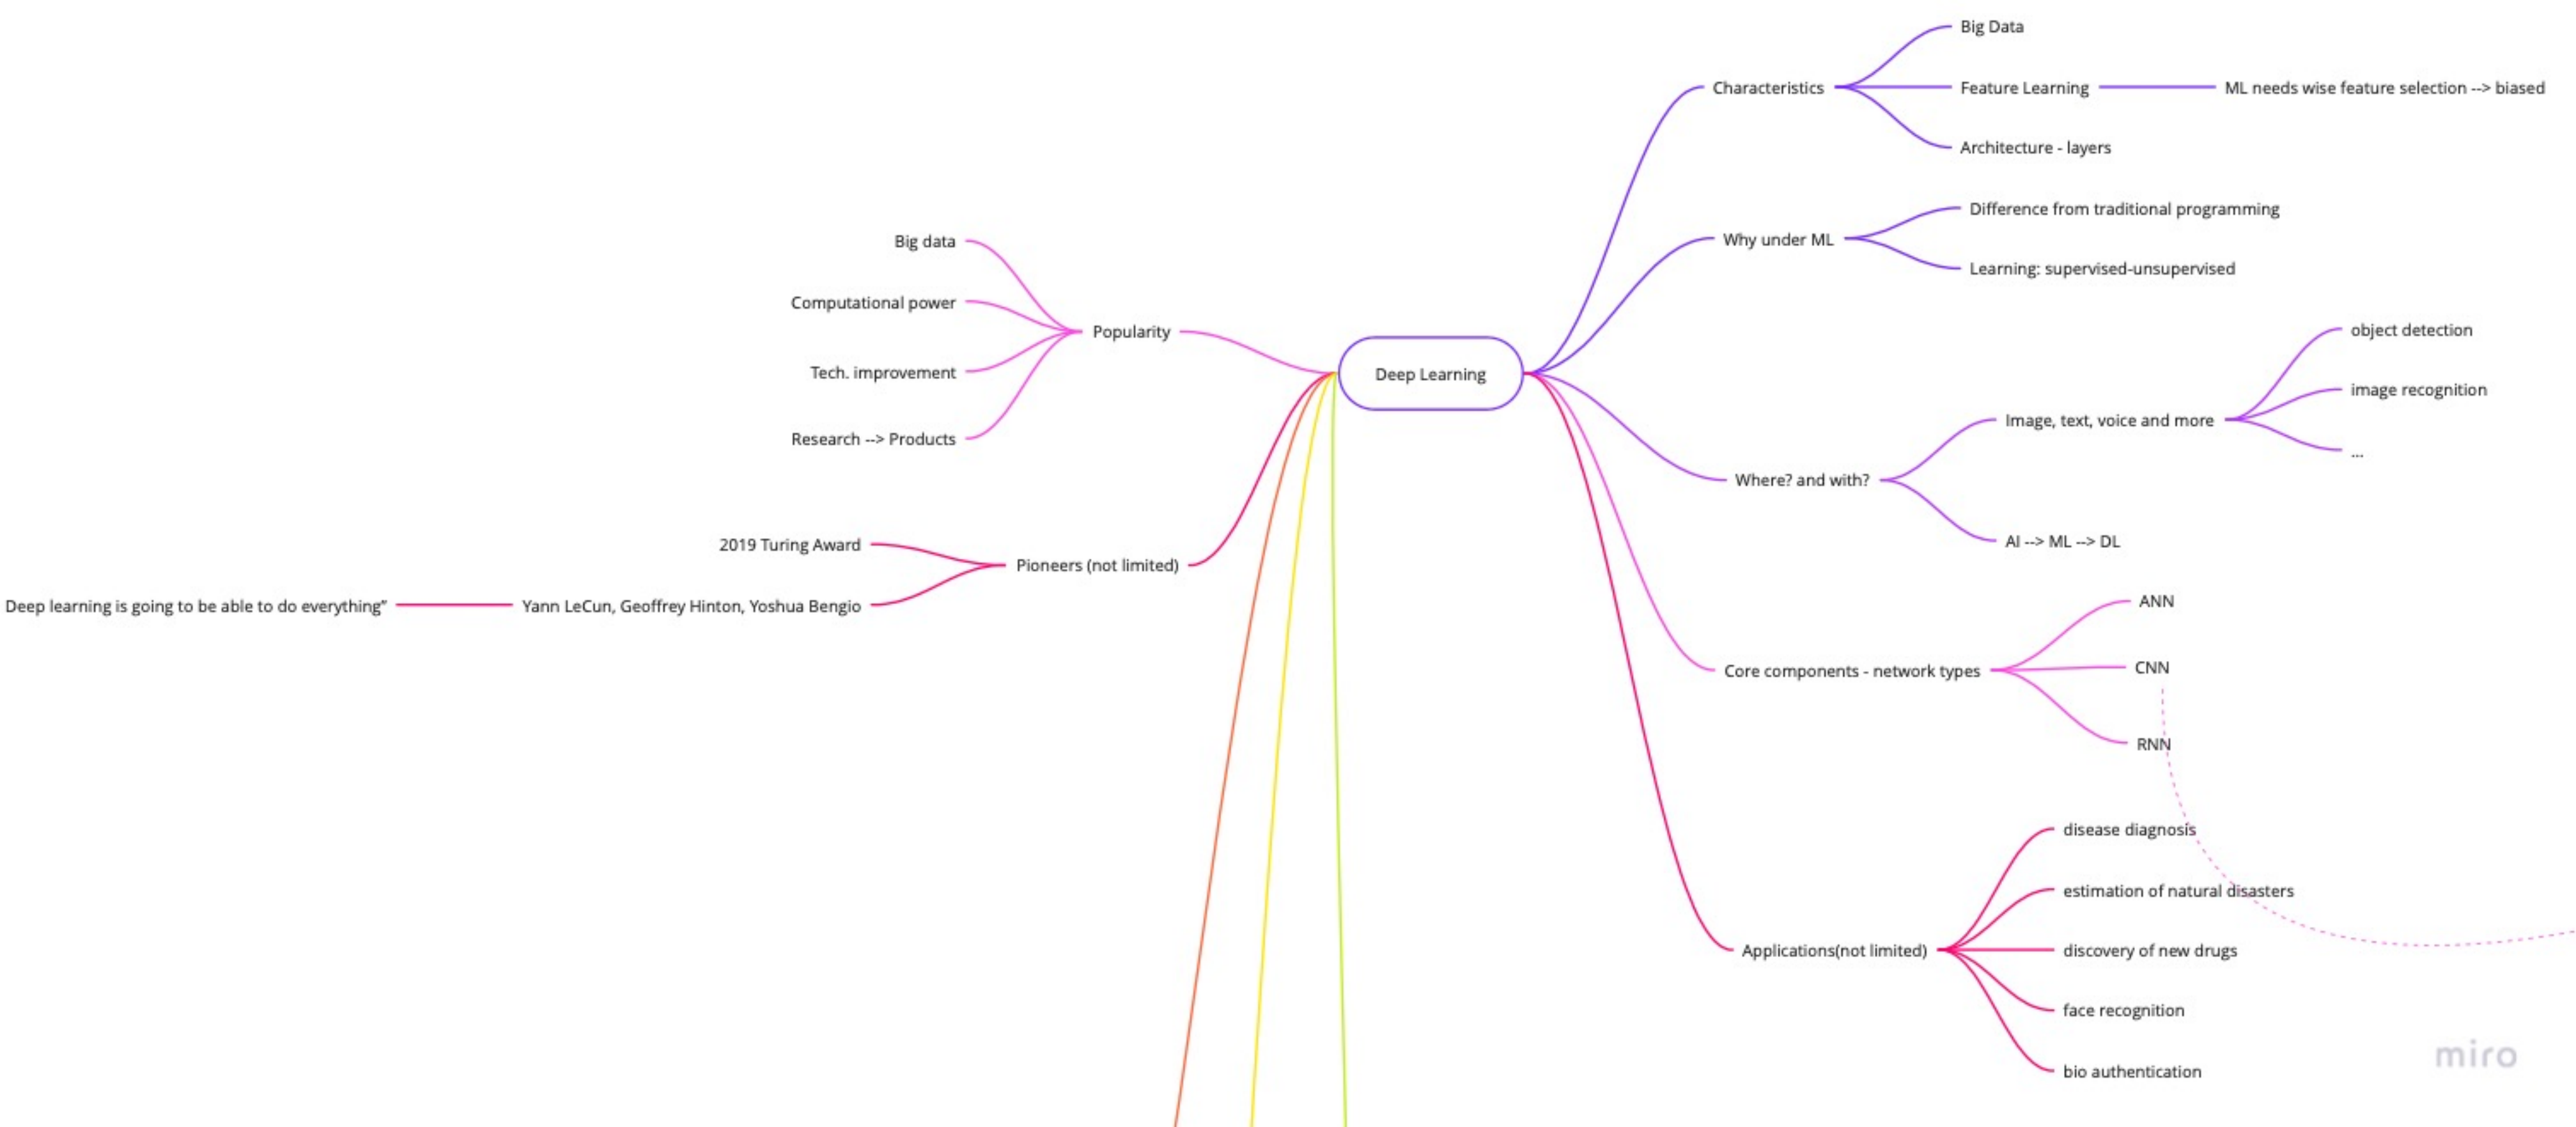 Deep Learning
Characteristics
Big Data
Feature Learning
ML needs wise feature selection --> biased
Architecture - layers
Why under ML
Difference from traditional programming
Learning: supervised-unsupervised
Where? and with?
Image, text, voice and more
object detection
image recognition
...
AI --> ML --> DL
Core components - network types
ANN
CNN
RNN
Applications(not limited)
disease diagnosis
estimation of natural disasters
discovery of new drugs
face recognition
bio authentication
Popularity
Big data
Computational power
Tech. improvement
Research --> Products
Pioneers (not limited)
2019 Turing Award
Yann LeCun, Geoffrey Hinton, Yoshua Bengio
Deep learning is going to be able to do everything”
miro